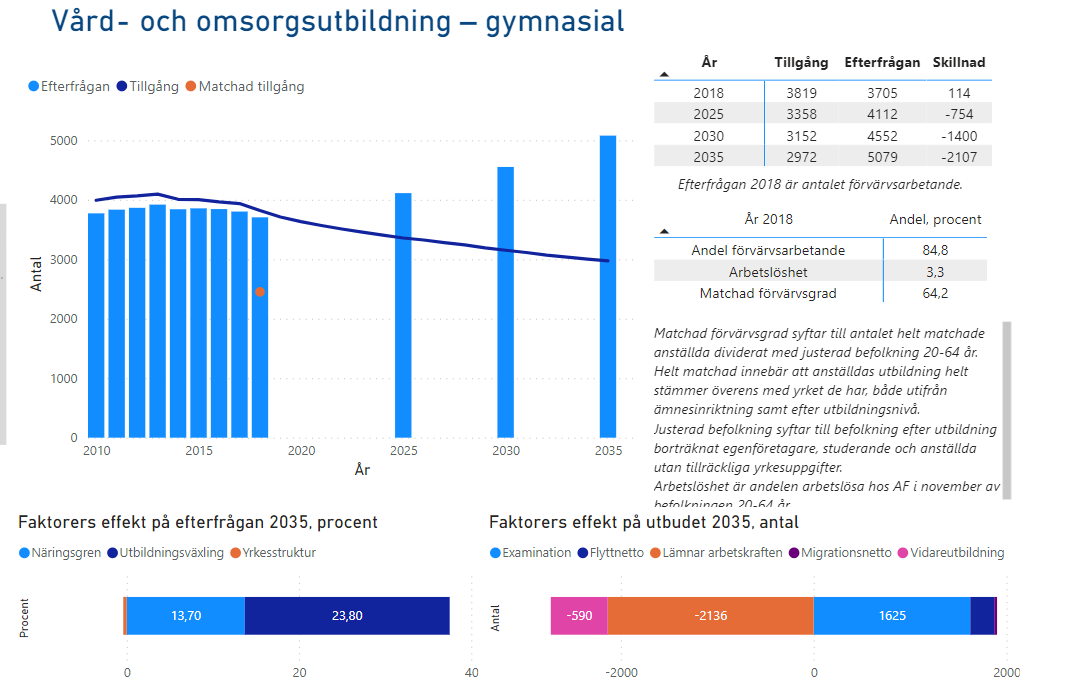 Vård- och omsorgsutbildning – gymnasial
Efterfrågan Tillgång Matchad tillgång
Antal
5000
4000
3000
2000
1000
0
2010 2015 2020 2025 2030 2035
År
År Tillgång Efterfrågan Skillnad
2018 3819 3705 114
2025 3358 4112 -754
2030 3152 4552 -1400
2035 2972 5079 -2107
Efterfrågan 2018 är antalet förvärvsarbetande.
År 2018 Andel, procent
Andel förvärvsarbetande 84,8
Arbetslöshet 3,3
Matchad förvärvsgrad 64,2
Matchad förvärvsgrad syftar till antalet helt matchade
anställda dividerat med justerad befolkning 20-64 år.
Helt matchad innebär att anställdas utbildning helt
stämmer överens med yrket de har, både utifrån
ämnesinriktning samt efter utbildningsnivå.
Justerad befolkning syftar till befolkning efter utbildning
borträknat egenföretagare, studerande och anställda
utan tillräckliga yrkesuppgifter.
Arbetslöshet är andelen arbetslösa hos AF i november av
befolkningen 20-64 år
Faktorers effekt på efterfrågan 2035, procent
Näringsgren Utbildningsväxling Yrkesstruktur
Procent
13,70 23,80
0 20 40
Faktorers effekt på utbudet 2035, antal
Examination Flyttnetto Lämnar arbetskraften Migrationsnetto Vidareutbildning
Antal
-590 -2136 1625
-2000 0 2000